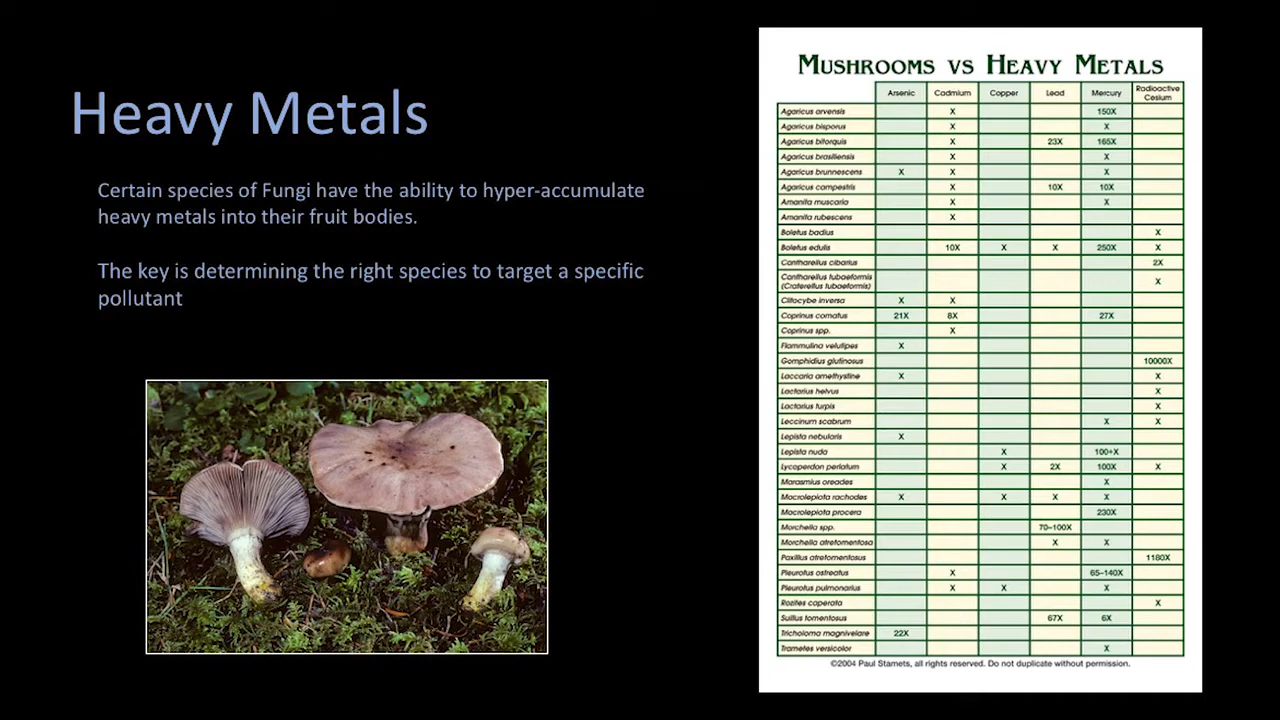 Heavy Metals
Certain species of Fungi have the ability to hyper-accumulate
heavy metals into their fruit bodies.
The key is determining the right species to target a specific
pollutant
MUSHROOMS VS HEAVY METALS
Arsenic Cadmium Copper Lead Mercury Radioactive Cesium
Agaricus arvensis X 150X
Agaricus bisporus X X
Agaricus bitorquis X 23X 165X
Agaricus brasiliensis X X
Agaricus brunnescens X X
Agaricus campestris X 10X 10X
Amanita muscaria X X
Amanita rubescens X
Boletus badius X
Boletus edulis 10X X X 250X X
Cantharellus cibarius 2X
Cantharellus tubaeformis
(Craterellus tubaeformis) X
Clitocybe inversa X X
Coprinus comatus 21X 8X 27X
Coprinus spp. X
Flammulina velutipes X
Gomphidius glutinosus 10000X
Laccaria amethystina X X
Lactarius helvus X
Lactarius turpis X
Leccinum scabrum X X
Lepista nebularis X
Lepista nuda X 100+X
Lycoperdon perlatum X 2X 100X X
Marasmius oreades X
Macrolepiota rachodes X X X X
Macrolepiota procera 230X
Morchella spp. 70–100X
Morchella atretomentosa X X
Paxillus atretomentosus 1180X
Pleurotus ostreatus X 65–140X
Pleurotus pulmonarius X X X
Rozites caperata X
Suillus tomentosus 67X 6X
Tricholoma magnivelare 22X
Trametes versicolor X
©2004 Paul Stamets, all rights reserved. Do not duplicate without permission.